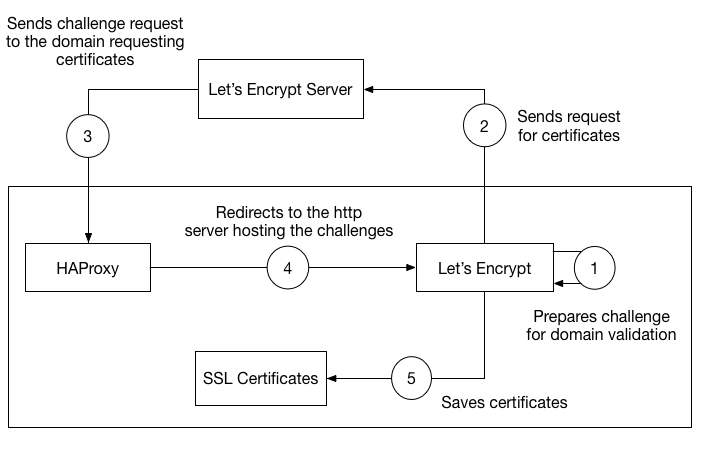 Sends challenge request
to the domain requesting
certificates
Let's Encrypt Server
3
2
Sends request
for certificates
Redirects to the http
server hosting the challenges
HAProxy
4
Let's Encrypt
1
Prepares challenge
for domain validation
SSL Certificates
5
Saves certificates